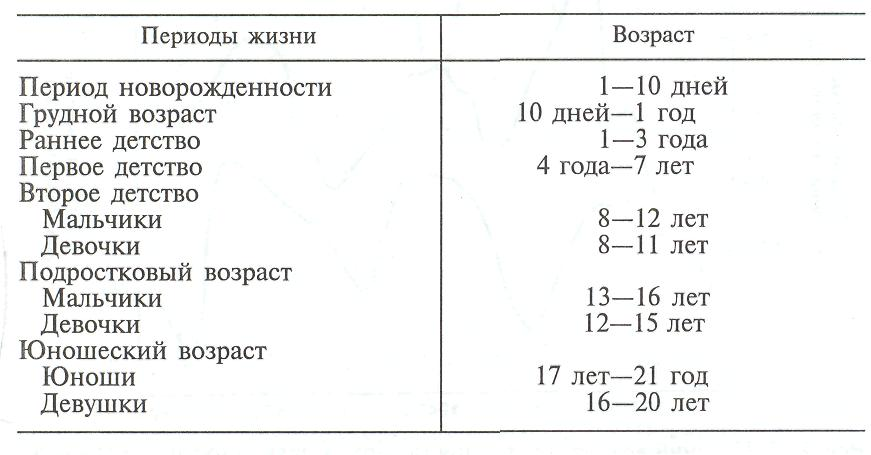 Периоды жизни Возраст
Период новорожденности 1—10 дней
Грудной возраст 10 дней—1 год
Раннее детство 1—3 года
Первое детство 4 года—7 лет
Второе детство
Мальчики 8—12 лет
Девочки 8—11 лет
Подростковый возраст
Мальчики 13—16 лет
Девочки 12—15 лет
Юношеский возраст
Юноши 17 лет—21 год
Девушки 16—20 лет